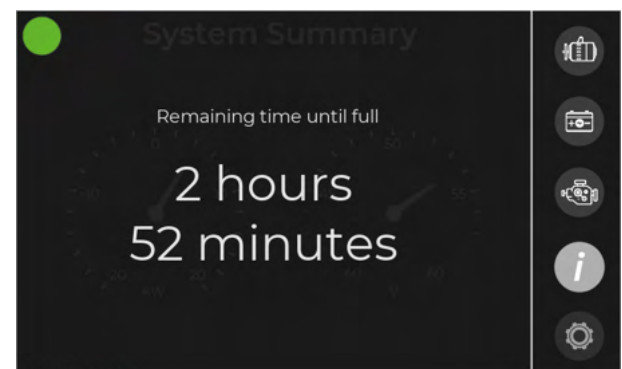 System Summary
Remaining time until full
2 hours
52 minutes
i